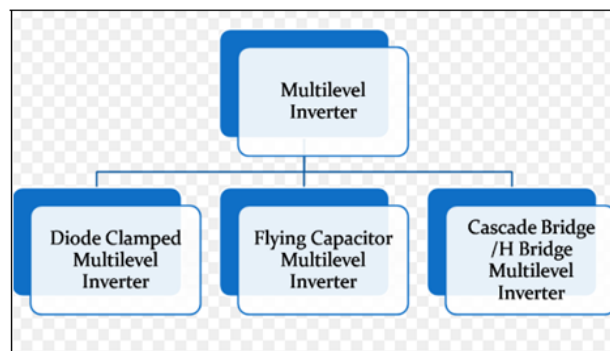 Multilevel
Inverter
Diode Clamped
Multilevel
Inverter
Flying Capacitor
Multilevel
Inverter
Cascade Bridge
/H Bridge
Multilevel
Inverter